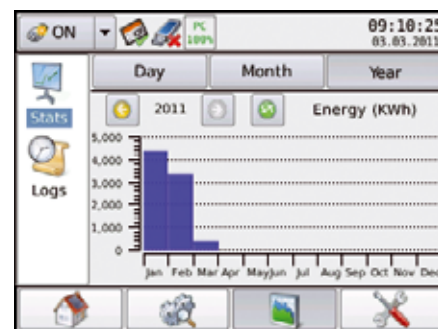 ON
PC
100%
09:10:25
03.03.2011
Day Month Year
2011 Energy (KWh)
Stats
Logs
5,000
4,000
3,000
2,000
1,000
0
Jan Feb Mar Apr MayJun Jul Aug Sep Oct Nov Dec